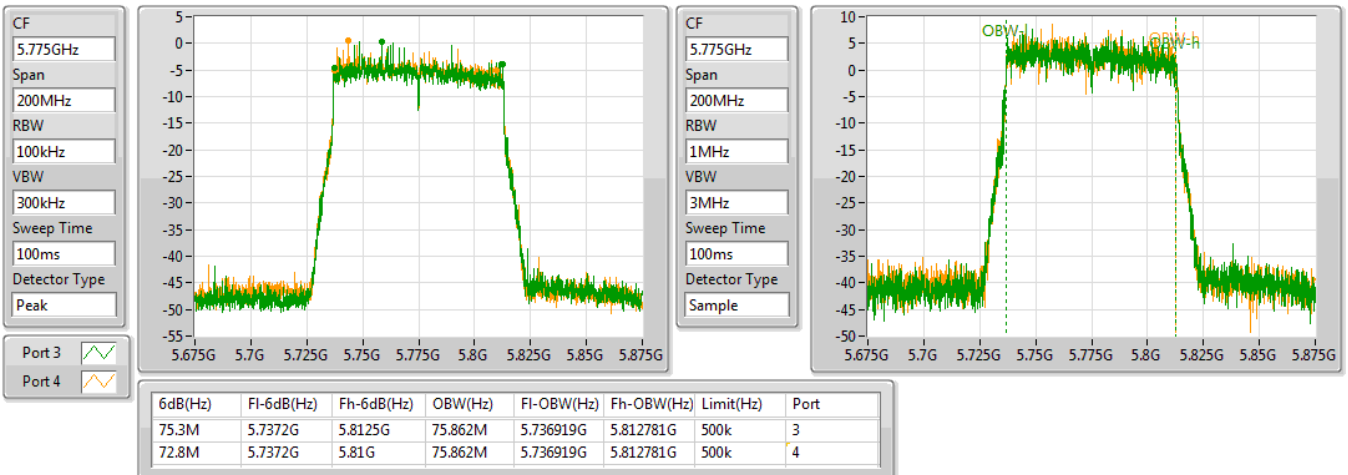 CF
5.775GHz
Span
200MHz
RBW
100kHz
VBW
300kHz
Sweep Time
100ms
Detector Type
Peak
Port 3
Port 4
5
0
-5
-10
-15
-20
-25
-30
-35
-40
-45
-50
-55
5.675G 5.7G 5.725G 5.75G 5.775G 5.8G 5.825G 5.85G 5.875G
CF
5.775GHz
Span
200MHz
RBW
1MHz
VBW
3MHz
Sweep Time
100ms
Detector Type
Sample
10
5
0
-5
-10
-15
-20
-25
-30
-35
-40
-45
-50
OBW-l
OBW-h
OBW-h
5.675G 5.7G 5.725G 5.75G 5.775G 5.8G 5.825G 5.85G 5.875G
6dB(Hz) Fl-6dB(Hz) Fh-6dB(Hz) OBW(Hz) Fl-OBW(Hz) Fh-OBW(Hz) Limit(Hz) Port
75.3M 5.7372G 5.8125G 75.862M 5.736919G 5.812781G 500k 3
72.8M 5.7372G 5.81G 75.862M 5.736919G 5.812781G 500k 4